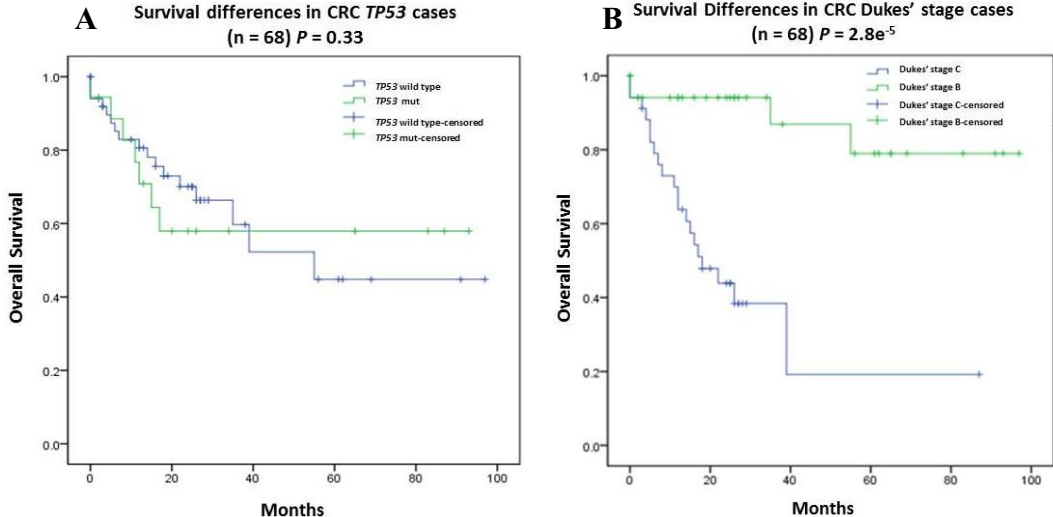 A
Survival differences in CRC TP53 cases
(n = 68) P = 0.33
1.0
0.8
0.6
0.4
0.2
0.0
Overall Survival
TP53 wild type
TP53 mut
TP53 wild type-censored
TP53 mut-censored
0 20 40 60 80 100
Months
B
Survival Differences in CRC Dukes’ stage cases
(n = 68) P = 2.8e-5
1.0
0.8
0.6
0.4
0.2
0.0
Overall Survival
Dukes’ stage C
Dukes’ stage B
Dukes’ stage C-censored
Dukes’ stage B-censored
0 20 40 60 80 100
Months